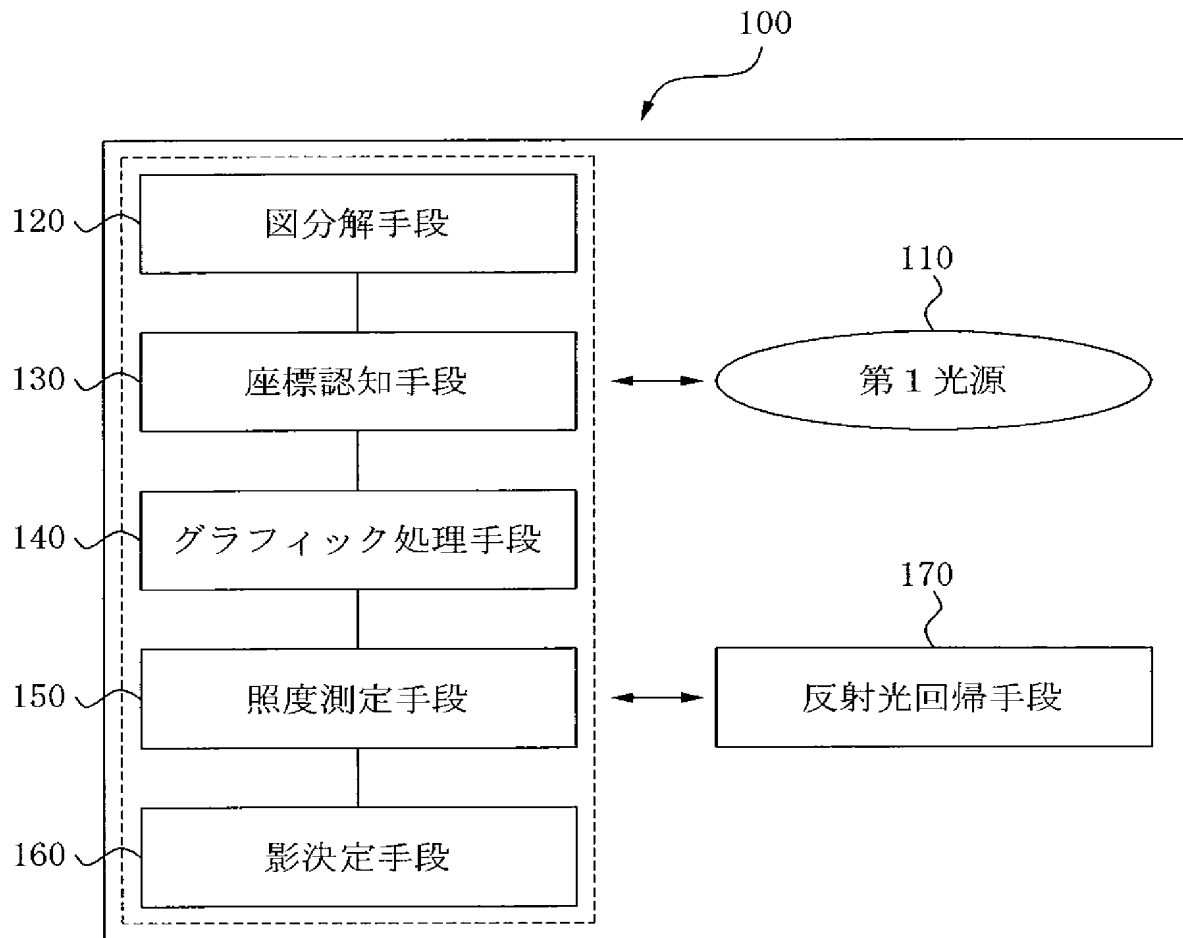 100
120
図分解手段
110
130
座標認知手段
第1光源
140
グラフィック処理手段
170
150
照度測定手段
反射光回帰手段
160
影決定手段